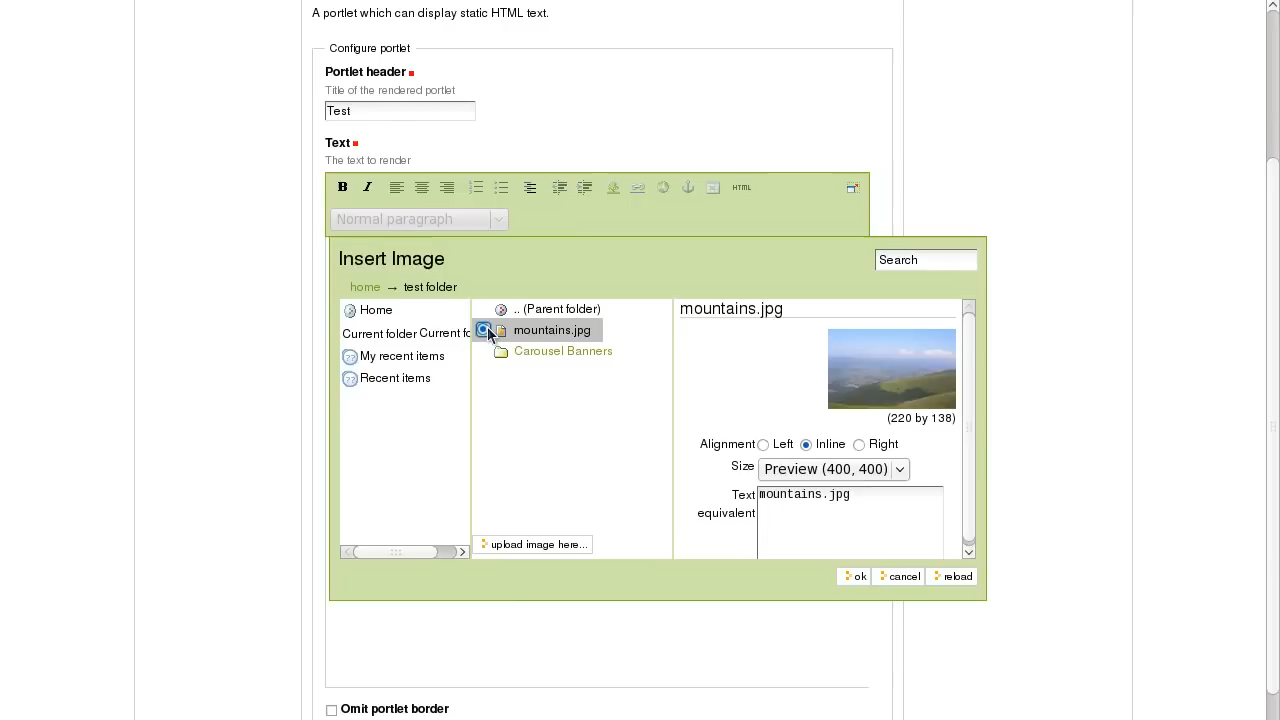 A portlet which can display static HTML text.
Configure portlet
Portlet header
Title of the rendered portlet
Test
Text
The text to render
B I HTML
Normal paragraph
Insert Image
Search
home → test folder
Home
Current folder Current fo
My recent items
Recent items
.. (Parent folder)
mountains.jpg
Carousel Banners
upload image here...
mountains.jpg
(220 by 138)
Alignment Left Inline Right
Size Preview (400, 400)
Text equivalent
mountains.jpg
ok cancel reload
Omit portlet border